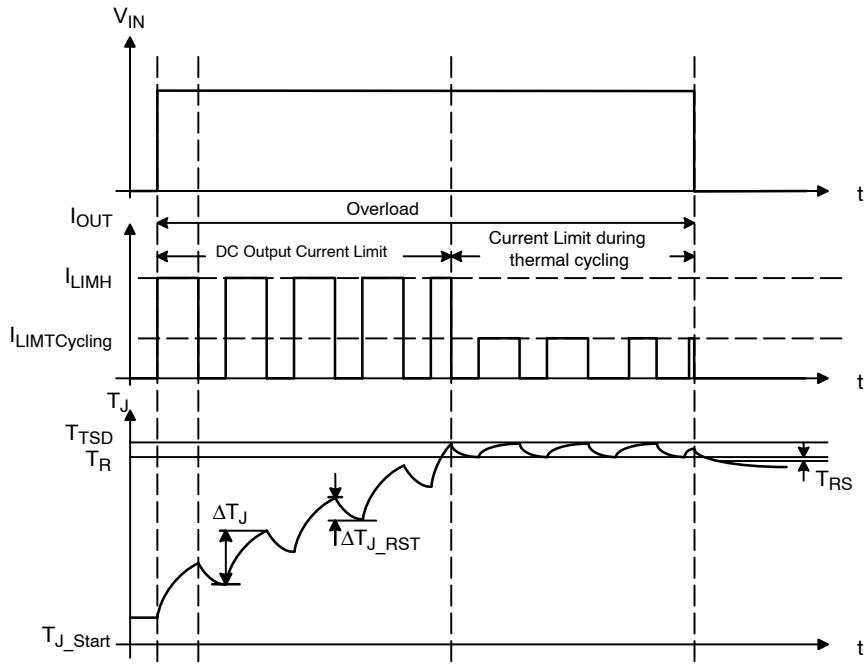 V_IN
t
I_OUT
Overload
DC Output Current Limit
Current Limit during
thermal cycling
I_LIMH
I_LIMTCycling
t
T_J
T_TSD
T_R
T_RS
ΔT_J
ΔT_J_RST
T_J_Start
t